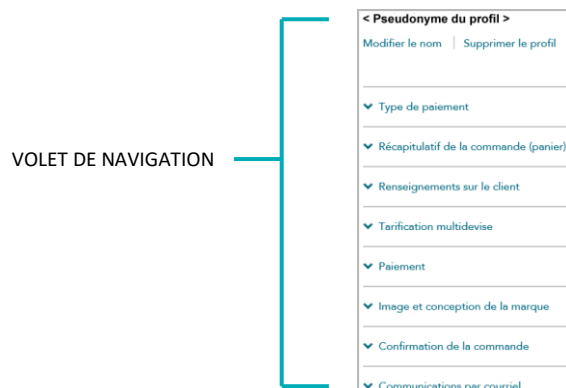 < Pseudonyme du profil >
Modifier le nom | Supprimer le profil
Type de paiement
Récapitulatif de la commande (panier)
VOLET DE NAVIGATION
Renseignements sur le client
Tarification multidevise
Paiement
Image et conception de la marque
Confirmation de la commande
Communications par courriel